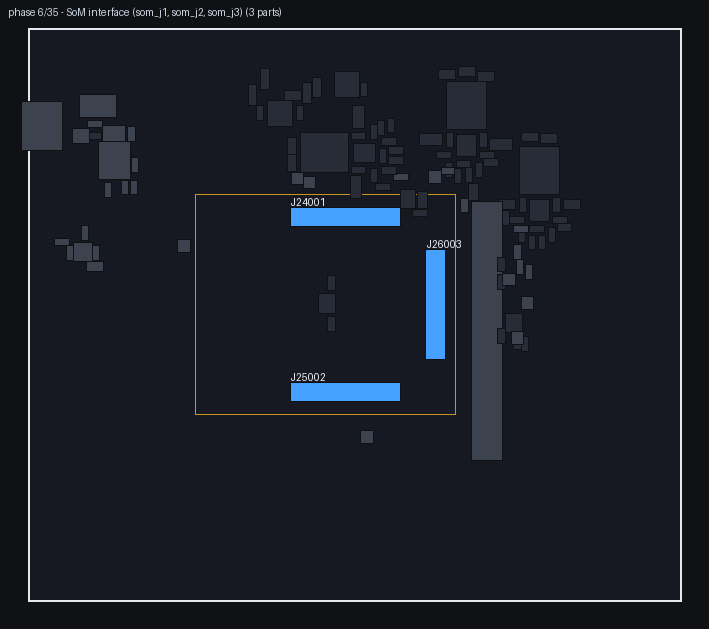 phase 6/35 - SoM interface (som_j1, som_j2, som_j3) (3 parts)
J24001
J26003
J25002